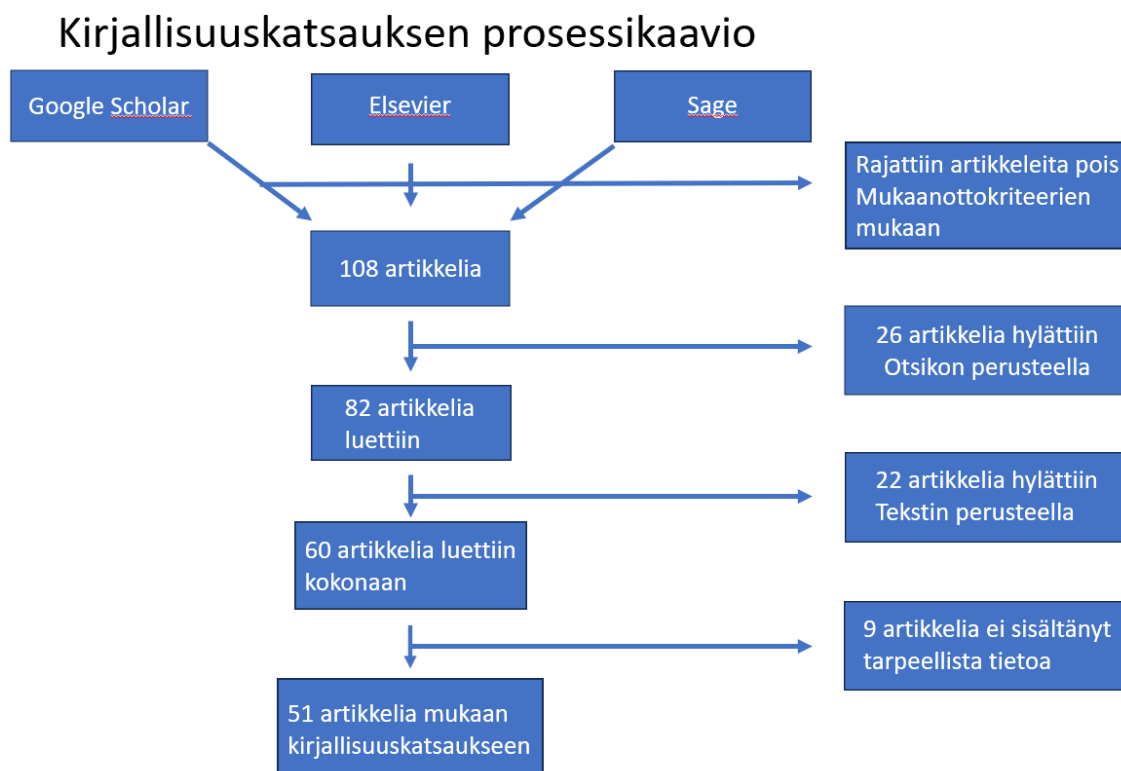 Kirjallisuuskatsauksen prosessikaavio
Google Scholar
Elsevier
Sage
Rajattiin artikkeleita pois
Mukaanottokriteerien
mukaan
108 artikkelia
26 artikkelia hylättiin
Otsikon perusteella
82 artikkelia
luettiin
22 artikkelia hylättiin
Tekstin perusteella
60 artikkelia luettiin
kokonaan
9 artikkelia ei sisältänyt
tarpeellista tietoa
51 artikkelia mukaan
kirjallisuuskatsaukseen